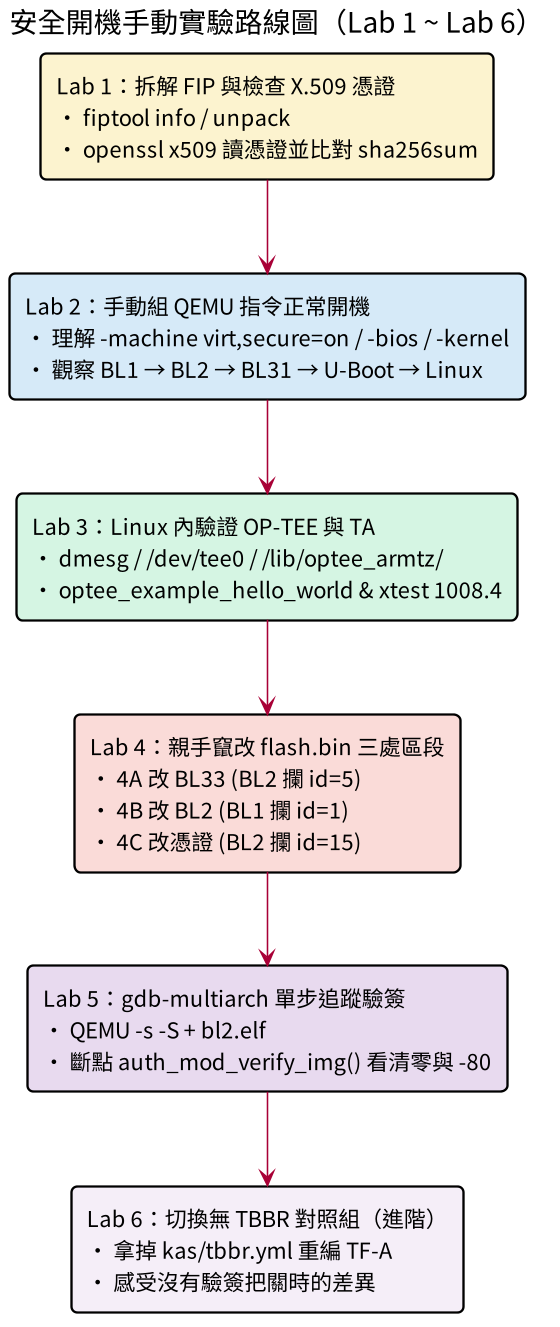 安全開機手動實驗路線圖（Lab 1 ~ Lab 6）
Lab 1：拆解 FIP 與檢查 X.509 憑證
• fiptool info / unpack
• openssl x509 讀憑證並比對 sha256sum
Lab 2：手動組 QEMU 指令正常開機
• 理解 -machine virt,secure=on / -bios / -kernel
• 觀察 BL1 → BL2 → BL31 → U-Boot → Linux
Lab 3：Linux 內驗證 OP-TEE 與 TA
• dmesg / /dev/tee0 / /lib/optee_armtz/
• optee_example_hello_world & xtest 1008.4
Lab 4：親手竄改 flash.bin 三處區段
• 4A 改 BL33 (BL2 攔 id=5)
• 4B 改 BL2 (BL1 攔 id=1)
• 4C 改憑證 (BL2 攔 id=15)
Lab 5：gdb-multiarch 單步追蹤驗簽
• QEMU -s -S + bl2.elf
• 斷點 auth_mod_verify_img() 看清零與 -80
Lab 6：切換無 TBBR 對照組（進階）
• 拿掉 kas/tbbr.yml 重編 TF-A
• 感受沒有驗簽把關時的差異